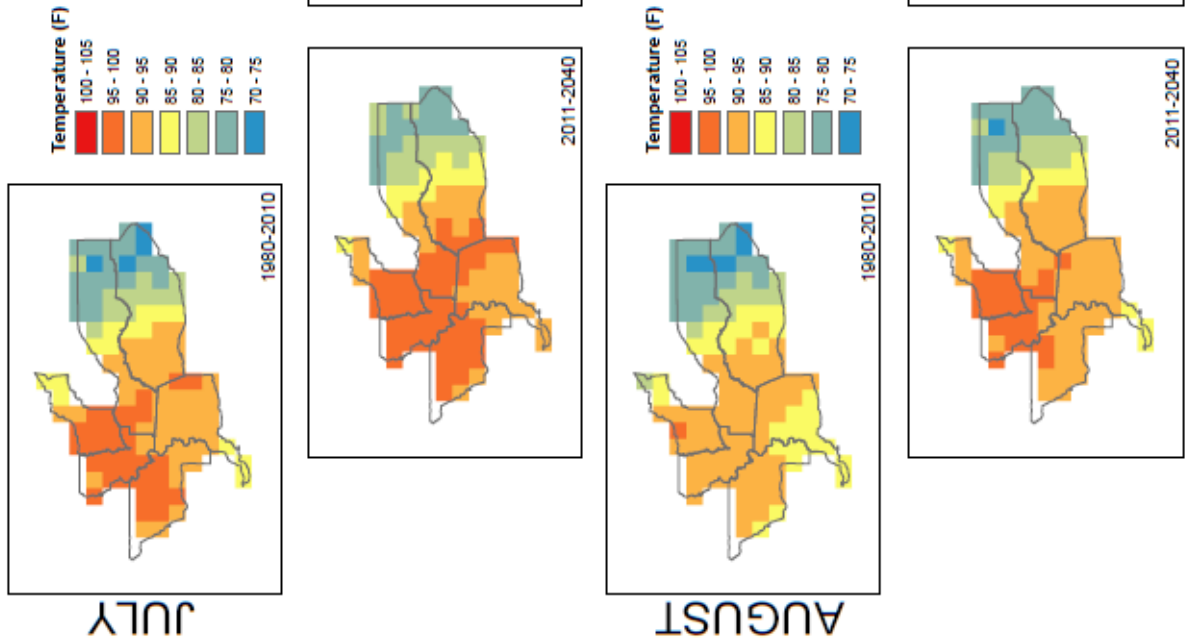 JULY
1980-2010
Temperature (F)
100 - 105
95 - 100
90 - 95
85 - 90
80 - 85
75 - 80
70 - 75
2011-2040
AUGUST
1980-2010
Temperature (F)
100 - 105
95 - 100
90 - 95
85 - 90
80 - 85
75 - 80
70 - 75
2011-2040